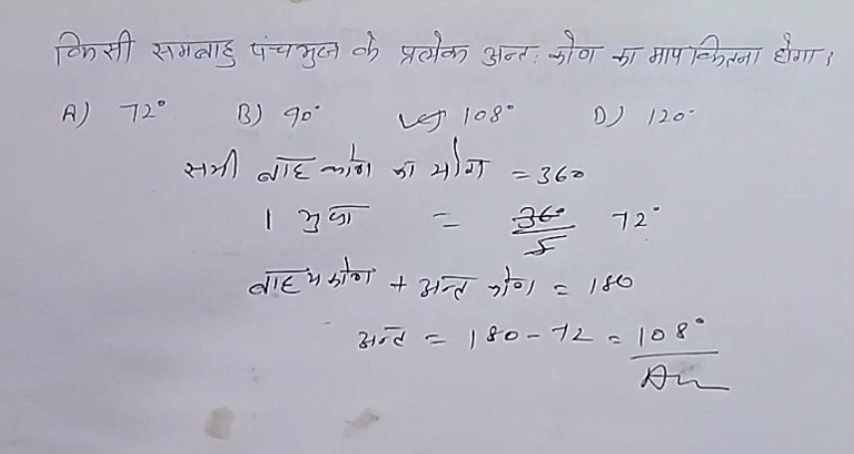 किसी समबाहु पंचभुज के प्रत्येक अन्त: कोण का माप कितना होगा।
A) 72° B) 90° C) 108° D) 120°
सभी बाह्य कोण का योग = 360
1 भुजा = 360/5 72°
बाह्य कोण + अन्त कोण = 180
अन्त = 180 - 72 = 108°
Ans